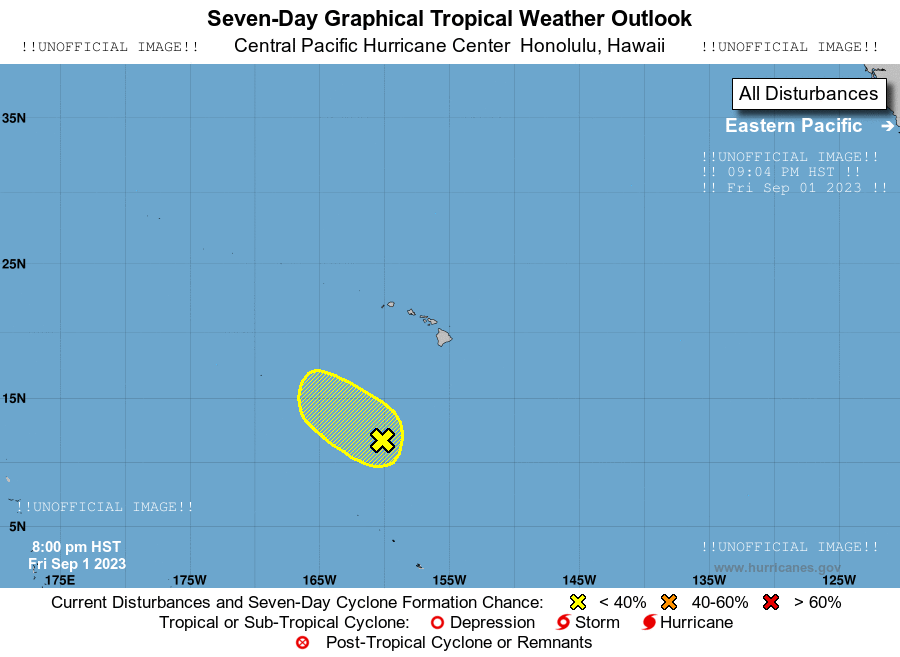 Seven-Day Graphical Tropical Weather Outlook
!!UNOFFICIAL IMAGE!! Central Pacific Hurricane Center Honolulu, Hawaii !!UNOFFICIAL IMAGE!!
All Disturbances
35N
Eastern Pacific
!!UNOFFICIAL IMAGE!!
!! 09:04 PM HST !!
!! Fri Sep 01 2023 !!
25N
15N
!!UNOFFICIAL IMAGE!!
5N
8:00 pm HST
Fri Sep 1 2023
!!UNOFFICIAL IMAGE!!
www.hurricanes.gov
175E 175W 165W 155W 145W 135W 125W
Current Disturbances and Seven-Day Cyclone Formation Chance: < 40% 40-60% > 60%
Tropical or Sub-Tropical Cyclone: Depression Storm Hurricane
Post-Tropical Cyclone or Remnants